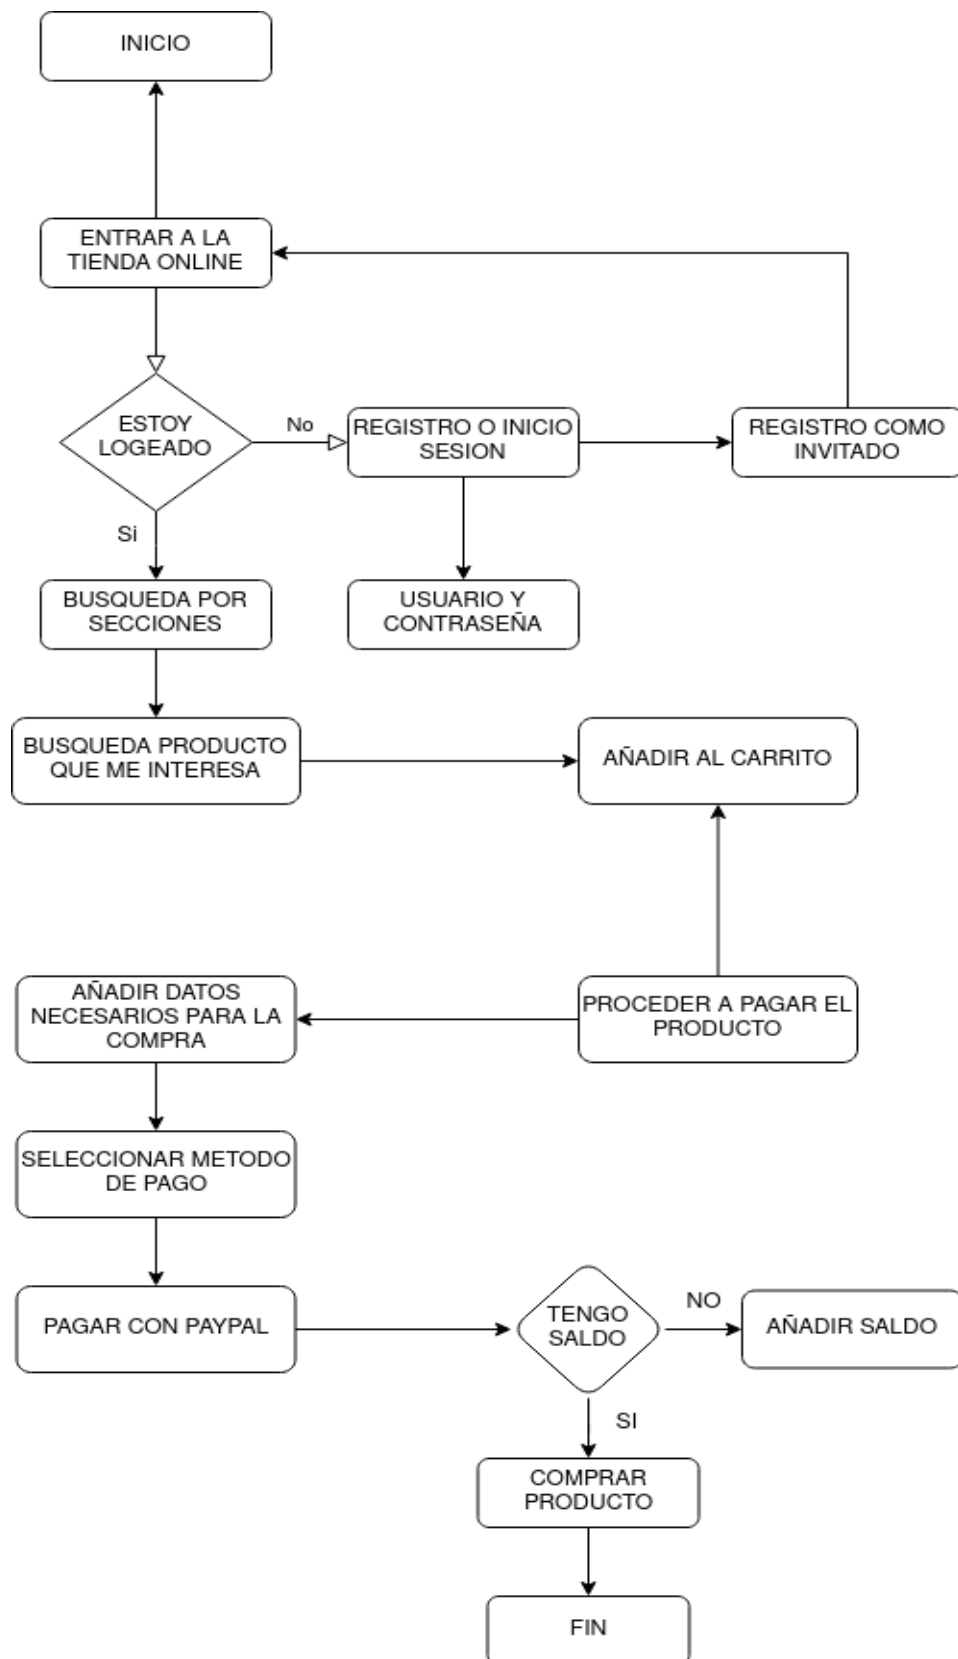 INICIO
ENTRAR A LA
TIENDA ONLINE
ESTOY
LOGEADO
No
REGISTRO O INICIO
SESION
REGISTRO COMO
INVITADO
Si
BUSQUEDA POR
SECCIONES
USUARIO Y
CONTRASEÑA
BUSQUEDA PRODUCTO
QUE ME INTERESA
AÑADIR AL CARRITO
AÑADIR DATOS
NECESARIOS PARA LA
COMPRA
PROCEDER A PAGAR EL
PRODUCTO
SELECCIONAR METODO
DE PAGO
PAGAR CON PAYPAL
TENGO
SALDO
NO
AÑADIR SALDO
SI
COMPRAR
PRODUCTO
FIN